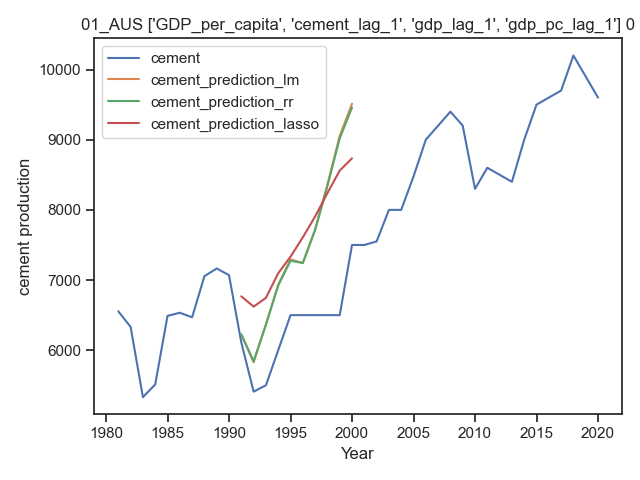 01_AUS ['GDP_per_capita', 'cement_lag_1', 'gdp_lag_1', 'gdp_pc_lag_1'] 0
cement
cement_prediction_lm
cement_prediction_rr
cement_prediction_lasso
cement production
10000
9000
8000
7000
6000
1980 1985 1990 1995 2000 2005 2010 2015 2020
Year